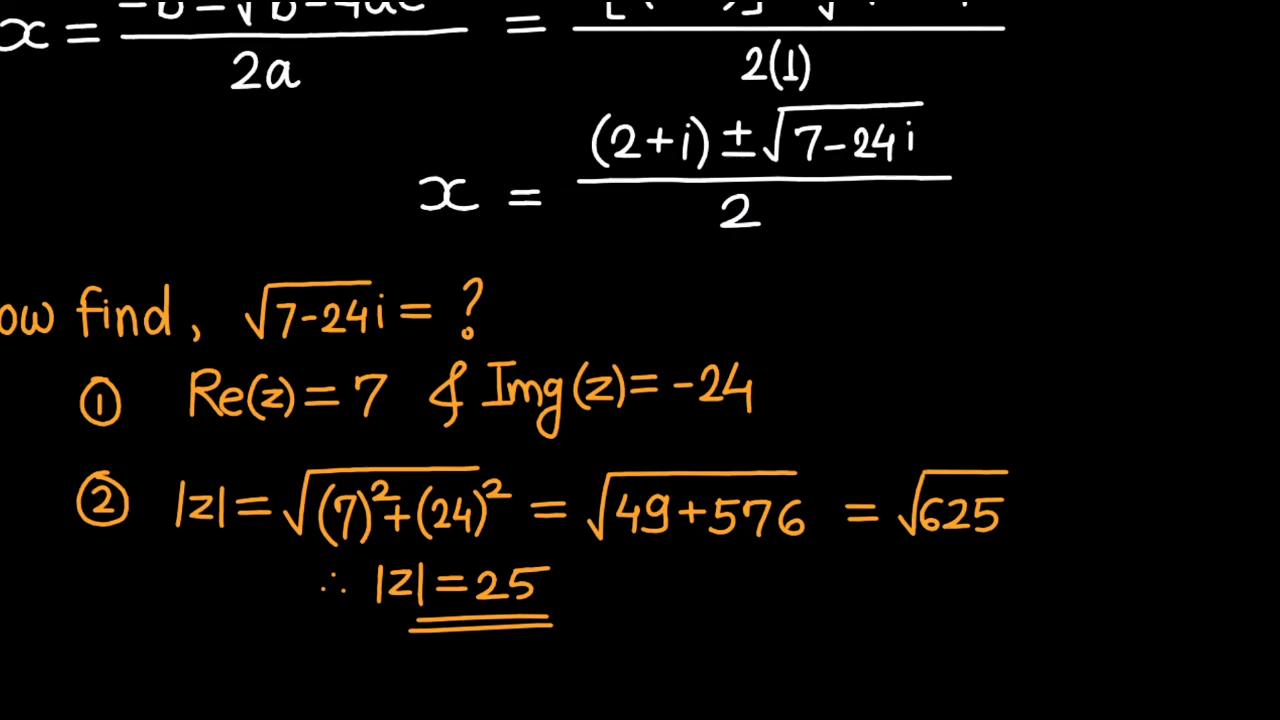 x = / 2a = / 2(1)
x = (2+i) ± √7-24i / 2
find, √7-24i = ?
① Re(z) = 7 & Img(z) = -24
② |z| = √(7)²+(24)² = √49+576 = √625
∴ |z| = 25